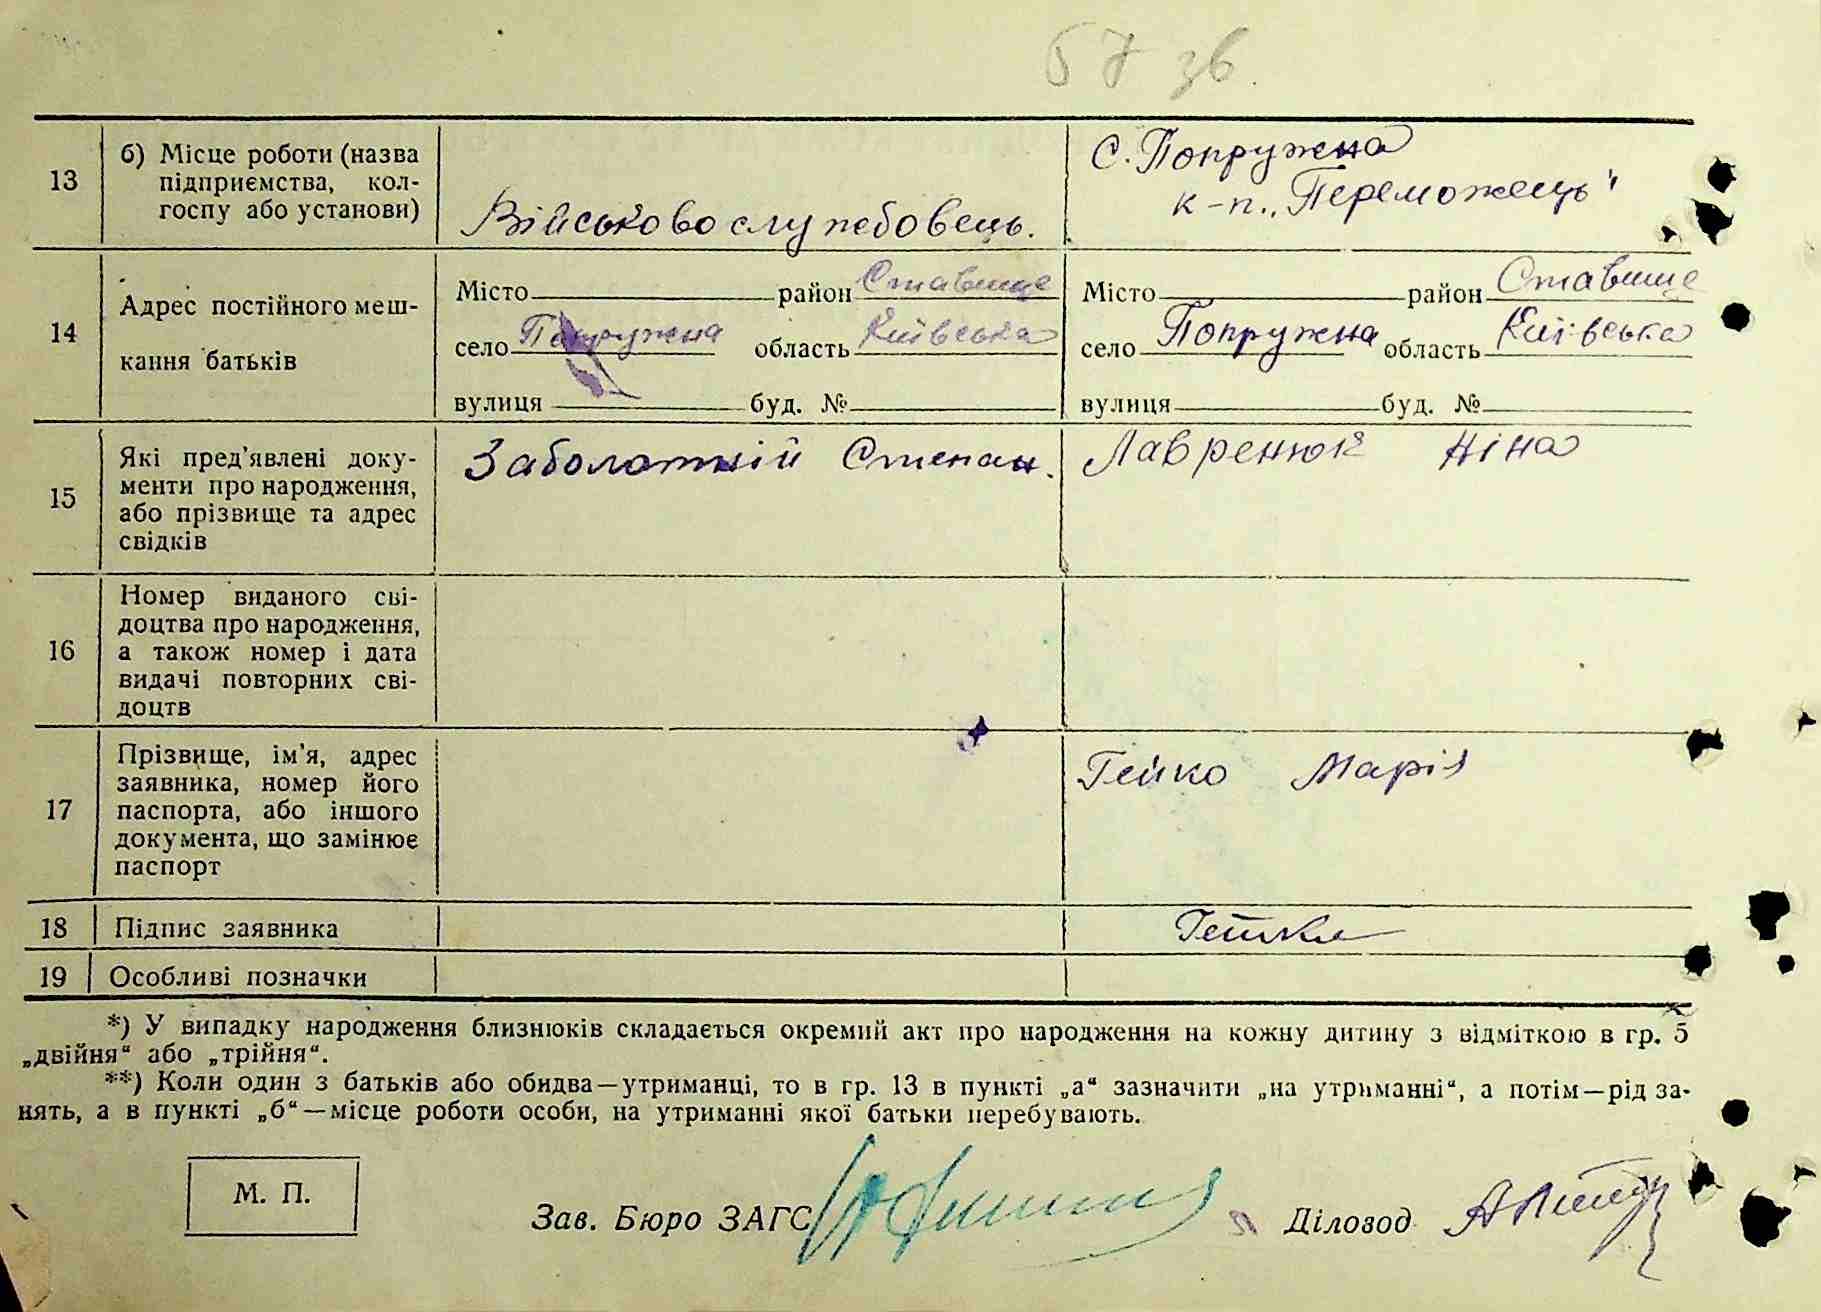 57 зв.
13
б) Місце роботи (назва
підприємства, кол-
госпу або установи)
Військовослужбовець.
с. Попружна
к-п. „Переможець"
14
Адрес постійного меш-
кання батьків
Місто район Ставище
село Попружна область Київська
вулиця буд. №
Місто район Ставище
село Попружна область Київська
вулиця буд. №
15
Які пред'явлені доку-
менти про народження,
або прізвище та адрес
свідків
Заболотній Степан.
Лавренюк Ніна
16
Номер виданого сві-
доцтва про народження,
а також номер і дата
видачі повторних сві-
доцтв
17
Прізвище, ім'я, адрес
заявника, номер його
паспорта, або іншого
документа, що замінює
паспорт
Гейко Марія
18
Підпис заявника
19
Особливі позначки
*) У випадку народження близнюків складається окремий акт про народження на кожну дитину з відміткою в гр. 5
„двійня“ або „трійня“.
**) Коли один з батьків або обидва—утриманці, то в гр. 13 в пункті „а“ зазначити „на утриманні“, а потім—рід за-
нять, а в пункті „б“—місце роботи особи, на утриманні якої батьки перебувають.
М. П.
Зав. Бюро ЗАГС
Діловод